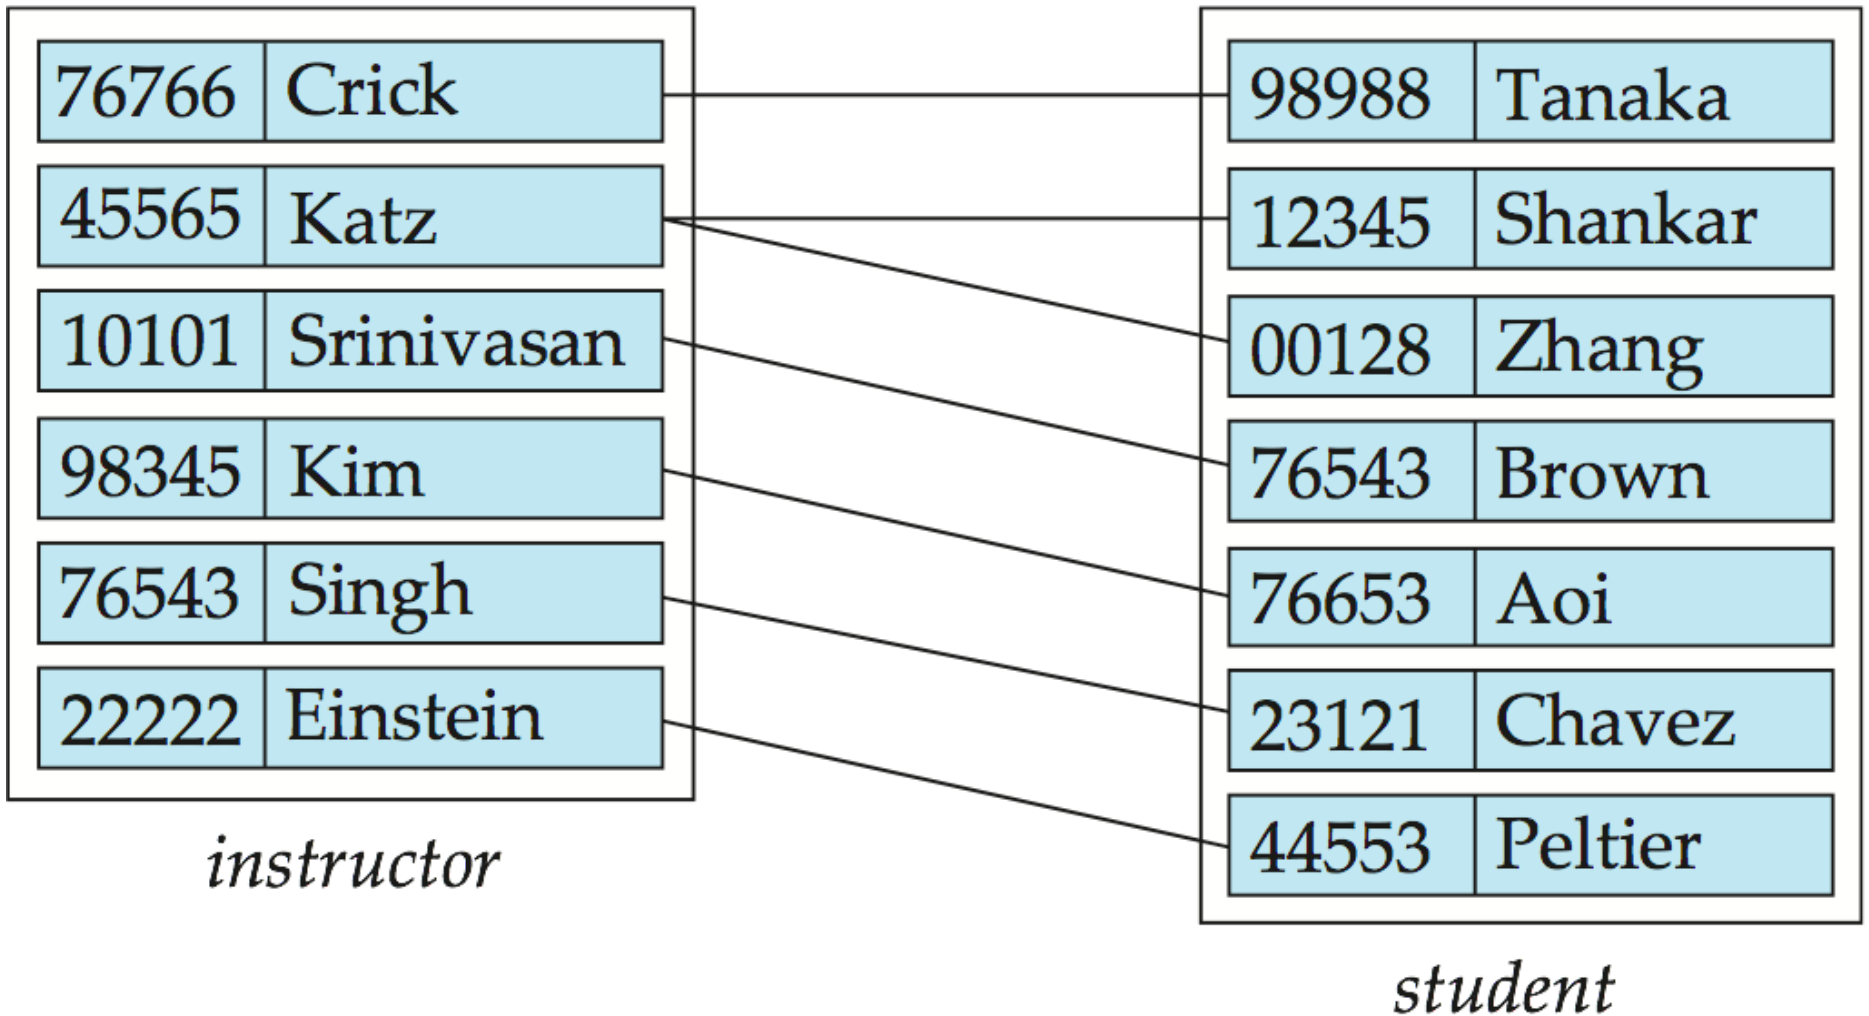 76766 Crick
45565 Katz
10101 Srinivasan
98345 Kim
76543 Singh
22222 Einstein
instructor
98988 Tanaka
12345 Shankar
00128 Zhang
76543 Brown
76653 Aoi
23121 Chavez
44553 Peltier
student